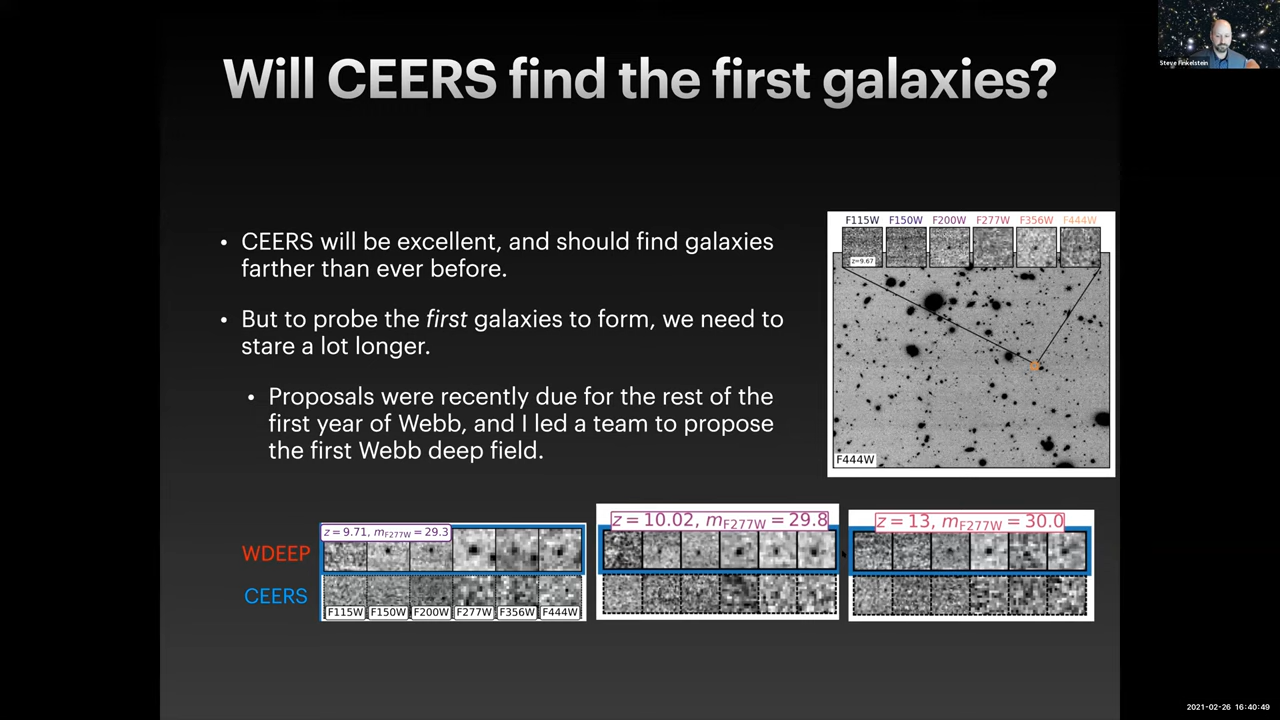 Will CEERS find the first galaxies?
Steve Finkelstein
• CEERS will be excellent, and should find galaxies
farther than ever before.
• But to probe the first galaxies to form, we need to
stare a lot longer.
• Proposals were recently due for the rest of the
first year of Webb, and I led a team to propose
the first Webb deep field.
F115W F150W F200W F277W F356W F444W
z=9.67
F444W
WDEEP
CEERS
z = 9.71, mF277W = 29.3
F115W F150W F200W F277W F356W F444W
z = 10.02, mF277W = 29.8
z = 13, mF277W = 30.0
2021-02-26 16:40:49